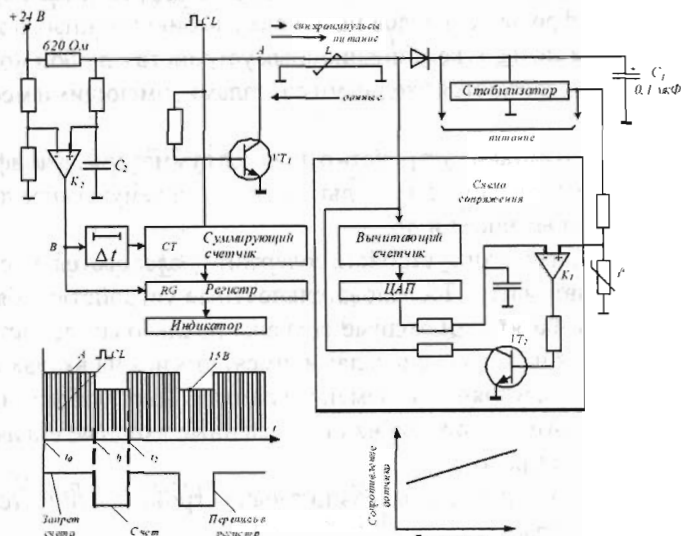 +24 В
CL
620 Ом
синхроимпульсы
питание
A
L
данные
VT₁
Стабилизатор
питание
C₁
0,1 мкФ
C₂
K₂
B
Δt
CT
Суммирующий
счетчик
RG Регистр
Индикатор
Схема
сопряжения
Вычитающий
счетчик
ЦАП
K₁
t°
VT₂
A
CL
15 В
t
t₀
t₁
t₂
Запрет
счета
Счет
регистр
Сопротивление
датчика